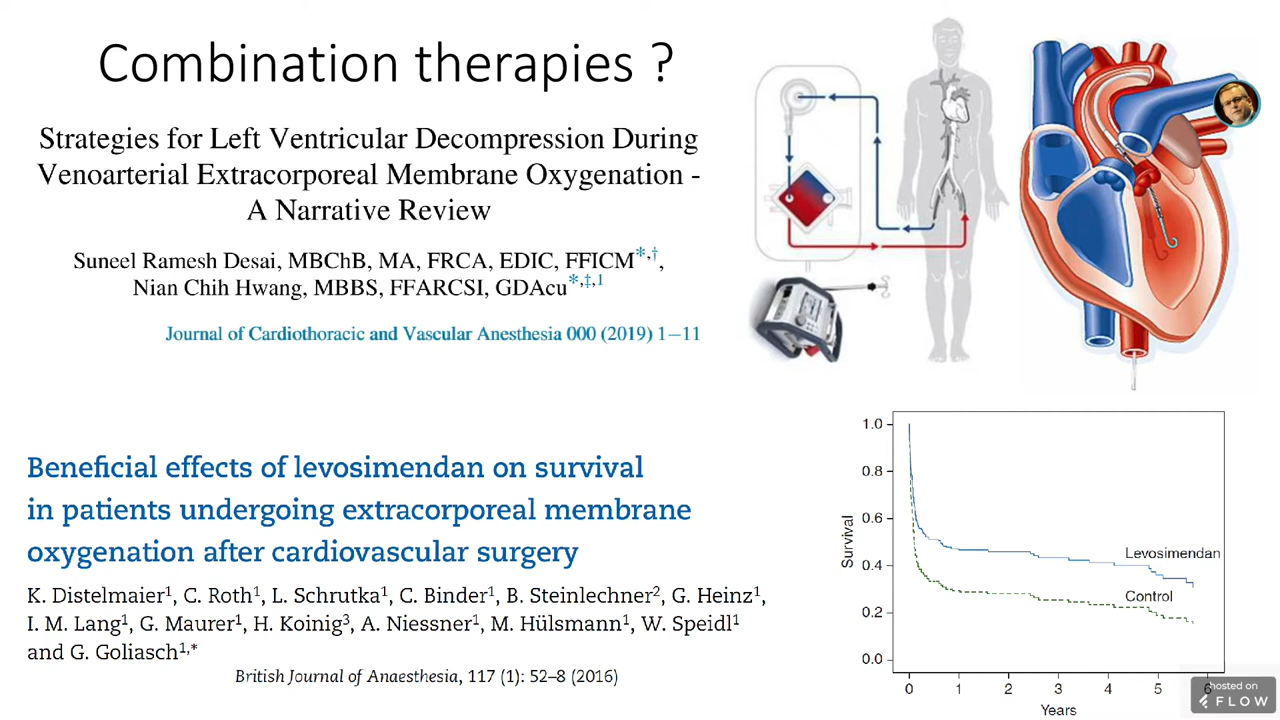 Combination therapies ?
Strategies for Left Ventricular Decompression During
Venoarterial Extracorporeal Membrane Oxygenation -
A Narrative Review
Suneel Ramesh Desai, MBChB, MA, FRCA, EDIC, FFICM*,†,
Nian Chih Hwang, MBBS, FFARCSI, GDAcu*,‡,1
Journal of Cardiothoracic and Vascular Anesthesia 000 (2019) 1–11
Beneficial effects of levosimendan on survival
in patients undergoing extracorporeal membrane
oxygenation after cardiovascular surgery
K. Distelmaier1, C. Roth1, L. Schrutka1, C. Binder1, B. Steinlechner2, G. Heinz1,
I. M. Lang1, G. Maurer1, H. Koinig3, A. Niessner1, M. Hülsmann1, W. Speidl1
and G. Goliasch1,*
British Journal of Anaesthesia, 117 (1): 52–8 (2016)
1.0
0.8
0.6
0.4
0.2
0.0
Survival
Levosimendan
Control
0 1 2 3 4 5 6
Years
hosted on
FLOW